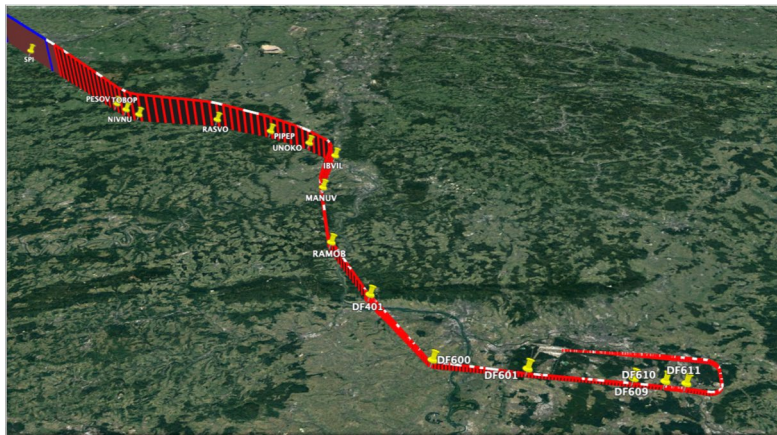 SPI
PESOV TOBOP
NIVNU
RASVO
PIPEP
UNOKO
IBVIL
MANUV
RAMOB
DF401
DF600
DF601
DF610
DF611
DF609